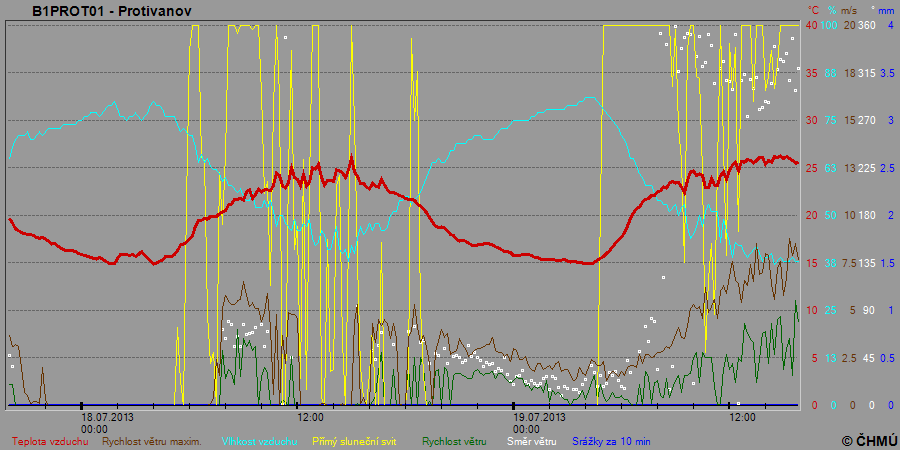 B1PROT01 - Protivanov
°C % m/s ° mm
40 100 20 360 4
35 88 18 315 3.5
30 75 15 270 3
25 63 13 225 2.5
20 50 10 180 2
15 38 7.5 135 1.5
10 25 5 90 1
5 13 2.5 45 0.5
0 0 0 0 0
18.07.2013 12:00 19.07.2013 12:00
00:00 00:00
Teplota vzduchu Rychlost větru maxim. Vlhkost vzduchu Přímý sluneční svit Rychlost větru Směr větru Srážky za 10 min
© ČHMÚ